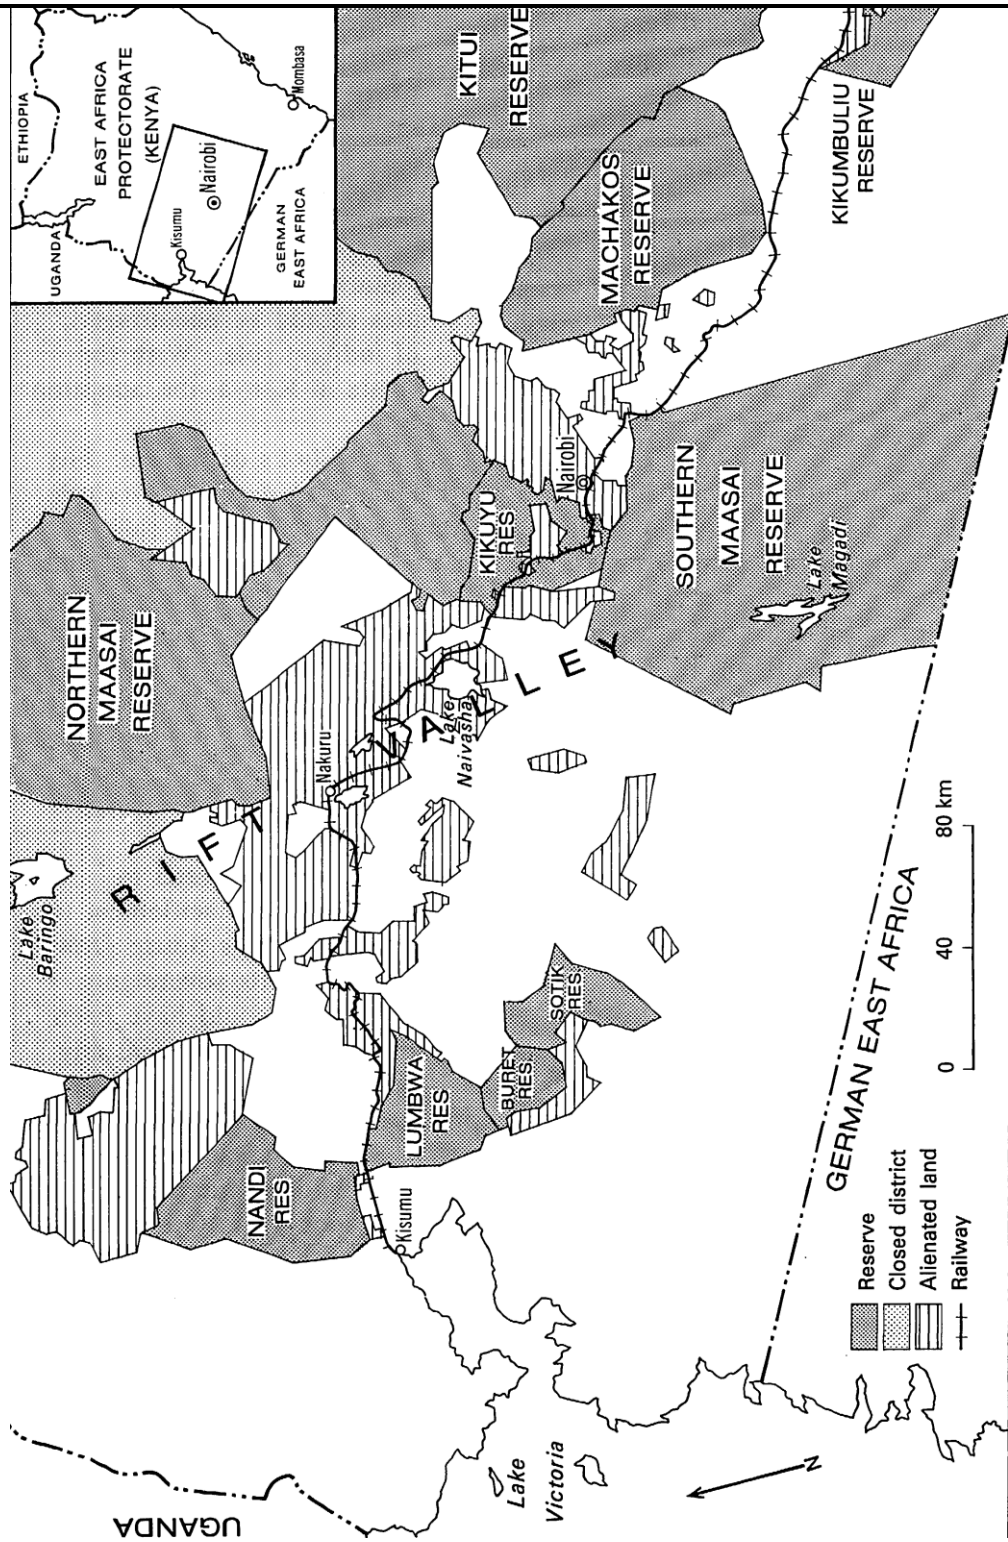 ETHIOPIA
UGANDA
EAST AFRICA
PROTECTORATE
(KENYA)
Kisumu
Nairobi
Mombasa
GERMAN
EAST AFRICA
UGANDA
Lake
Victoria
Kisumu
NANDI
RES
LUMBWA
RES
BURET
RES.
SOTIK
RES.
Lake
Baringo
RIFT VALLEY
Nakuru
Lake
Naivasha
NORTHERN
MAASAI
RESERVE
KIKUYU
RES
Nairobi
SOUTHERN
MAASAI
RESERVE
Lake
Magadi
MACHAKOS
RESERVE
KITUI
RESERVE
KIKUMBULIU
RESERVE
GERMAN EAST AFRICA
N
Reserve
Closed district
Alienated land
Railway
0 40 80 km